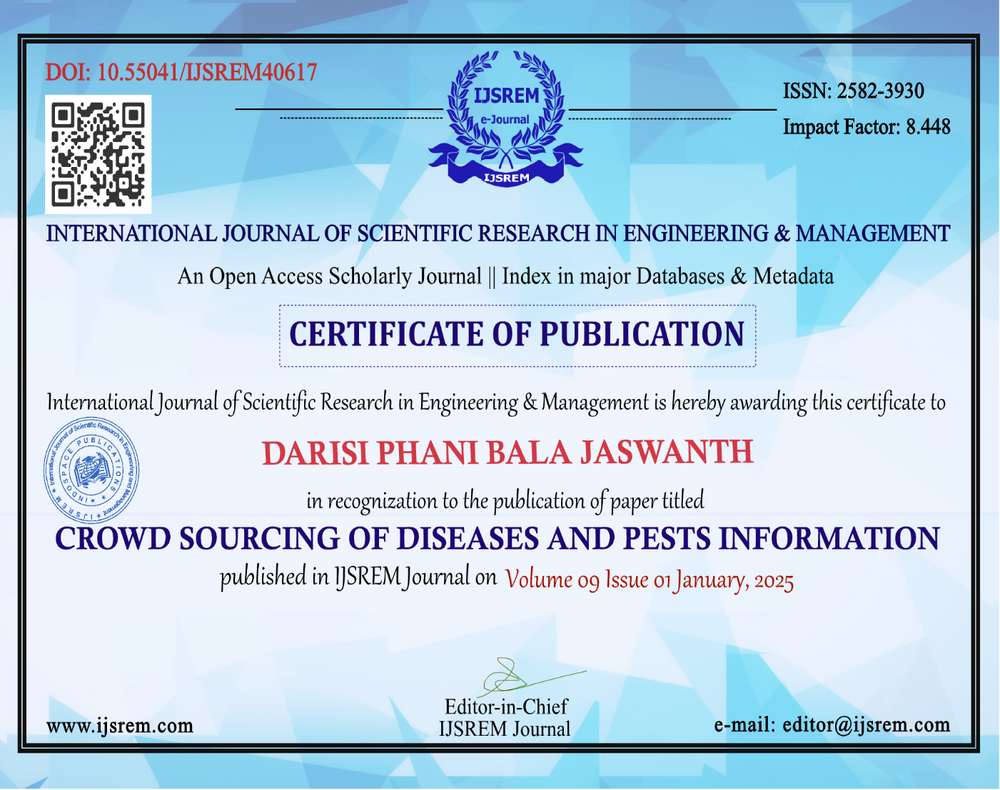 DOI: 10.55041/IJSREM40617
IJSREM
e-Journal
IJSREM
ISSN: 2582-3930
Impact Factor: 8.448
INTERNATIONAL JOURNAL OF SCIENTIFIC RESEARCH IN ENGINEERING & MANAGEMENT
An Open Access Scholarly Journal || Index in major Databases & Metadata
CERTIFICATE OF PUBLICATION
International Journal of Scientific Research in Engineering & Management is hereby awarding this certificate to
International Journal of Scientific Research in Engineering and Management ★ IJSREM ★
INDOSPACE PUBLICATIONS
DARISI PHANI BALA JASWANTH
in recognization to the publication of paper titled
CROWD SOURCING OF DISEASES AND PESTS INFORMATION
published in IJSREM Journal on Volume 09 Issue 01 January, 2025
Editor-in-Chief
IJSREM Journal
www.ijsrem.com
e-mail: editor@ijsrem.com